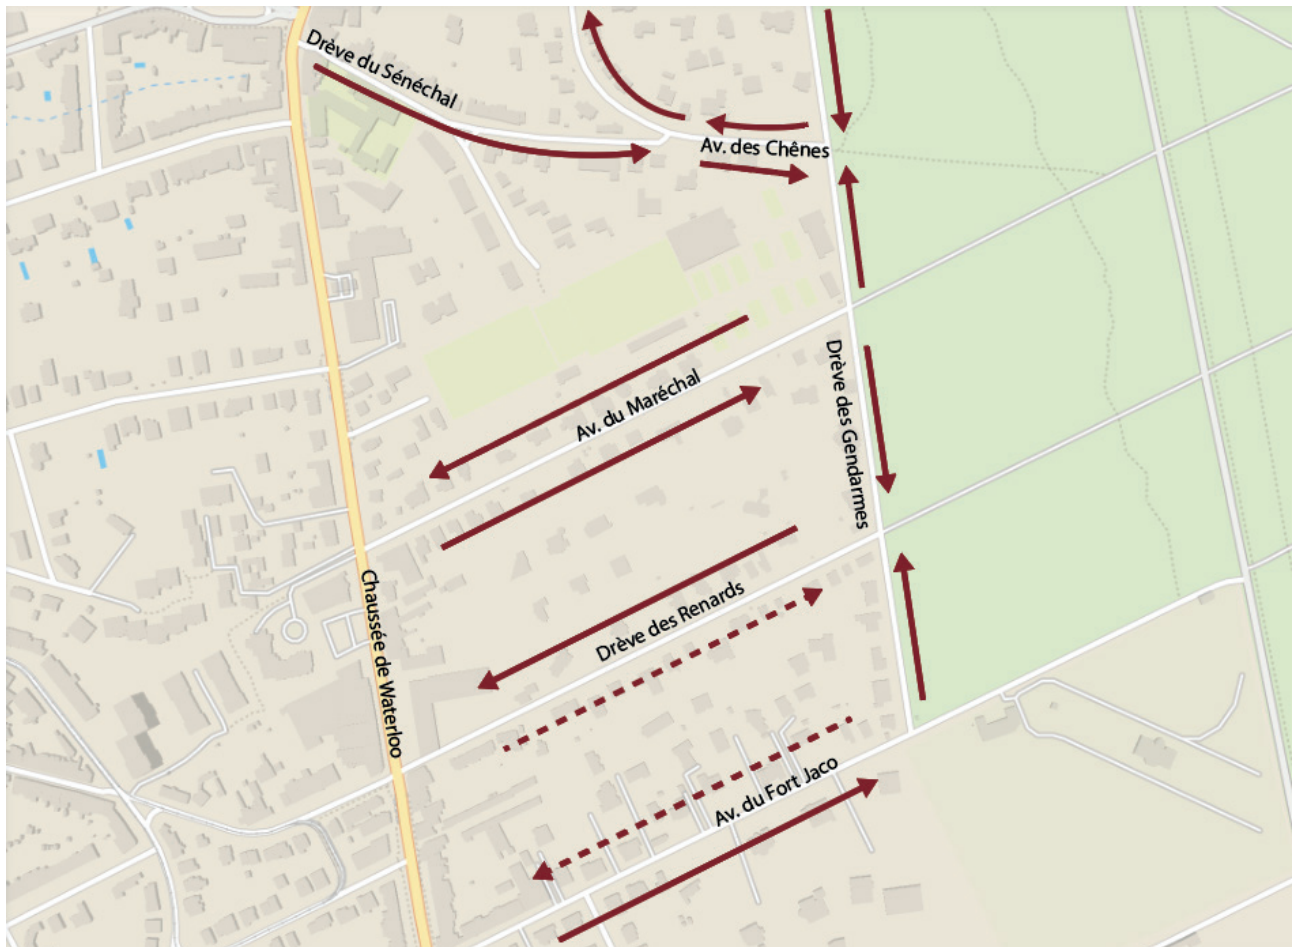 Drève du Sénéchal
Av. des Chênes
Av. du Maréchal
Drève des Gendarmes
Chaussée de Waterloo
Drève des Renards
Av. du Fort Jaco